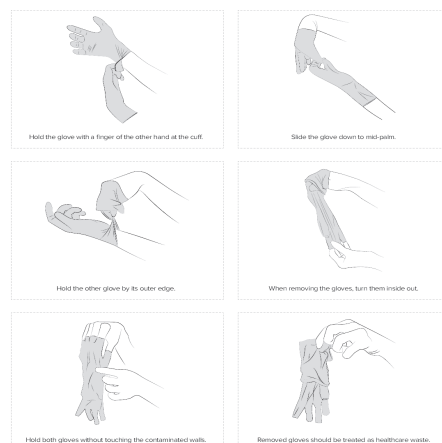 Hold the glove with a finger of the other hand at the cuff.
Slide the glove down to mid-palm.
Hold the other glove by its outer edge.
When removing the gloves, turn them inside out.
Hold both gloves without touching the contaminated walls.
Removed gloves should be treated as healthcare waste.